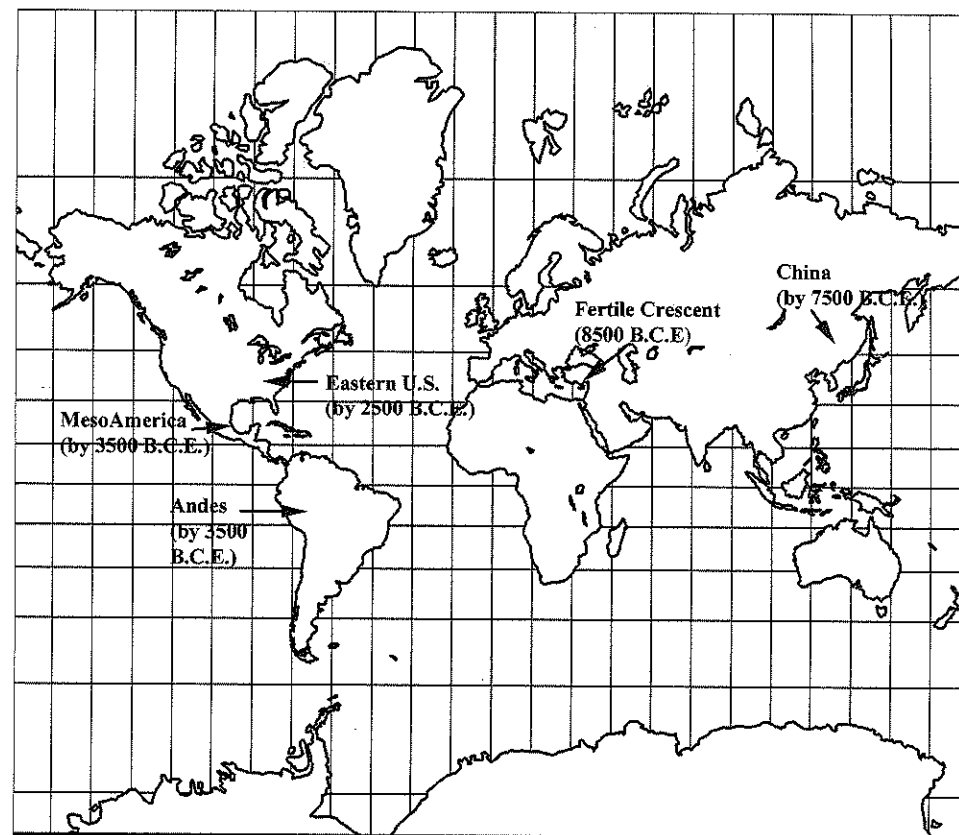 China
(by 7500 B.C.E.)
Fertile Crescent
(8500 B.C.E)
Eastern U.S.
(by 2500 B.C.E.)
MesoAmerica
(by 3500 B.C.E.)
Andes
(by 3500
B.C.E.)